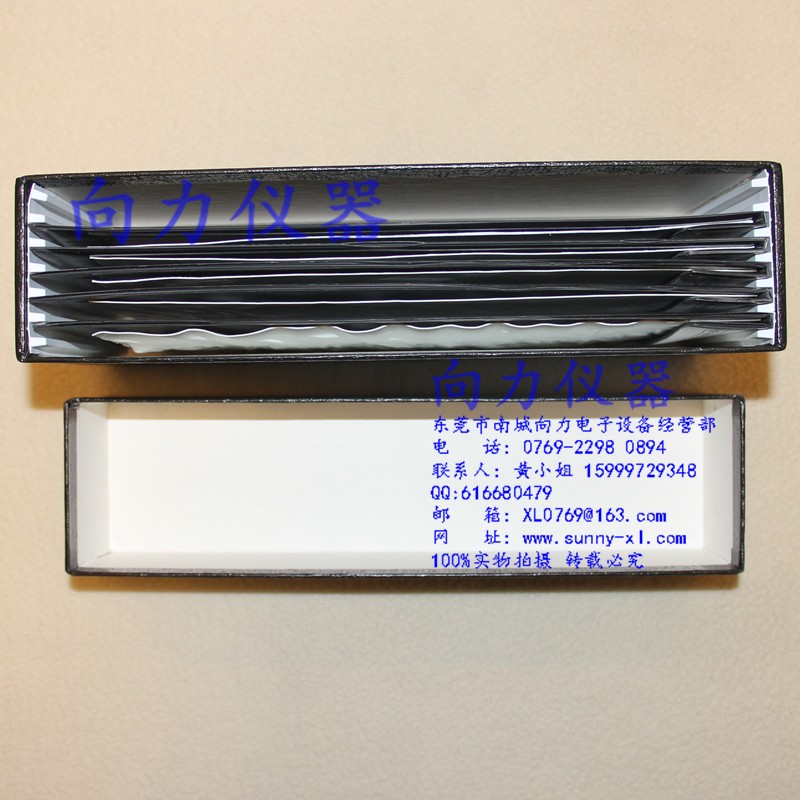 向力仪器
向力仪器
东莞市南城向力电子设备经营部
电 话: 0769-2298 0894
联系人: 黄小姐 15999729348
QQ:616680479
邮 箱: XL0769@163.com
网 址: www.sunny-xl.com
100%实物拍摄 转载必究